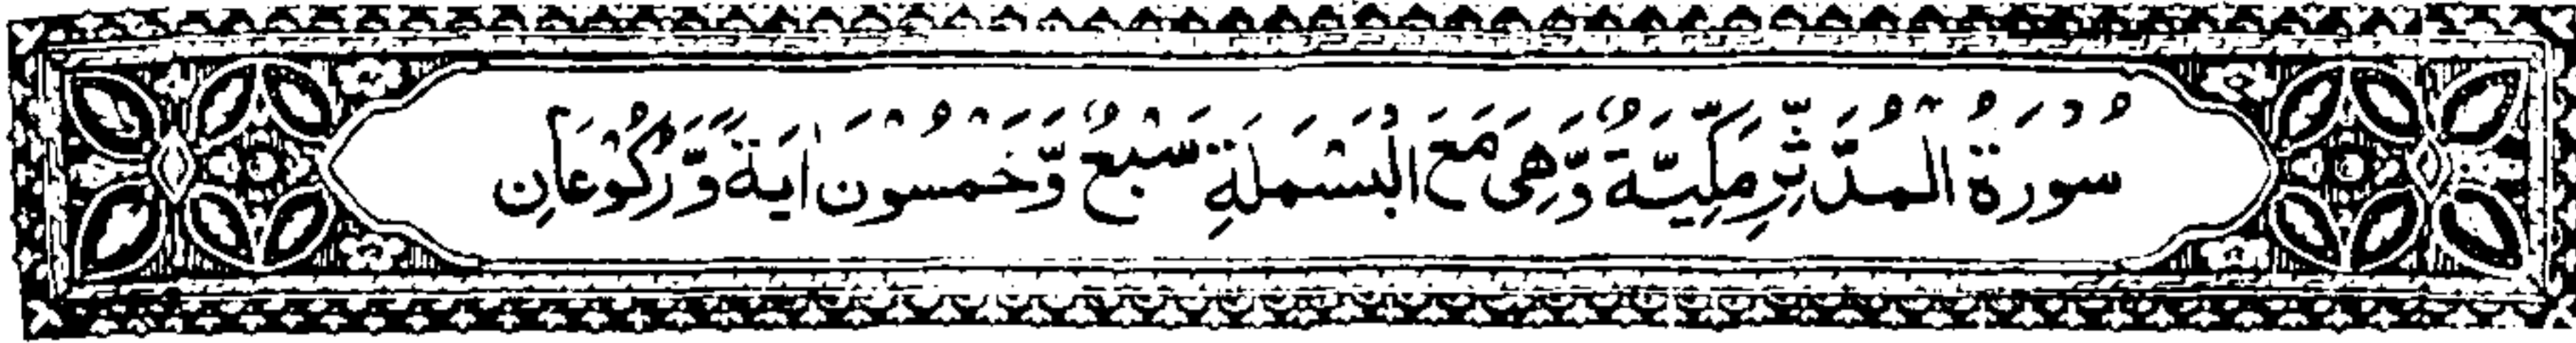 سُوْرَةُ الْمُدَّثِّرِ مَكِّيَّةٌ وَّهِیَ مَعَ الْبَسْمَلَةِ سَبْعٌ وَّخَمْسُوْنَ اٰيَةً وَّرُكُوْعَانِ